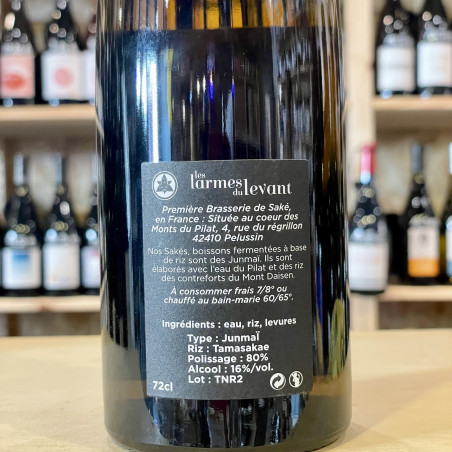 les
larmes du levant
Première Brasserie de Saké,
en France : Située au coeur des
Monts du Pilat, 4, rue du régrillon
42410 Pelussin
Nos Sakés, boissons fermentées à base
de riz sont des Junmaï. Ils sont
élaborés avec l'eau du Pilat et des riz
des contreforts du Mont Daisen.
À consommer frais 7/8° ou
chauffé au bain-marie 60/65°.
Ingrédients : eau, riz, levures
Type : Junmaï
Riz : Tamasakae
Polissage : 80%
Alcool : 16%/vol.
Lot : TNR2
72cl